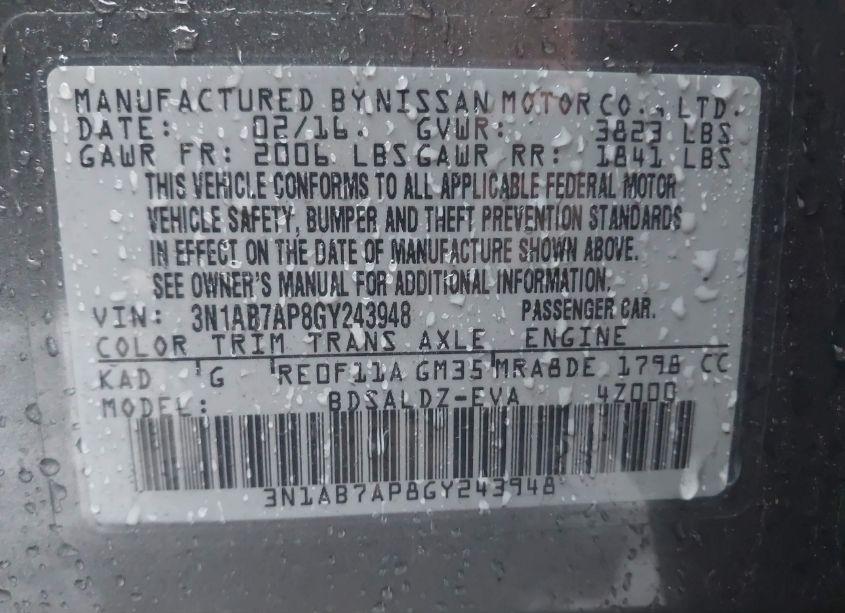 MANUFACTURED BY NISSAN MOTOR CO., LTD.
DATE: 02/16. GVWR: 3823 LBS
GAWR FR: 2006 LBS GAWR RR: 1841 LBS
THIS VEHICLE CONFORMS TO ALL APPLICABLE FEDERAL MOTOR
VEHICLE SAFETY, BUMPER AND THEFT PREVENTION STANDARDS
IN EFFECT ON THE DATE OF MANUFACTURE SHOWN ABOVE.
SEE OWNER'S MANUAL FOR ADDITIONAL INFORMATION.
VIN: 3N1AB7AP8GY243948 PASSENGER CAR.
COLOR TRIM TRANS AXLE ENGINE
KAD G RE0F11A GM35 MRA8DE 1798 CC
MODEL: BDSALDZ-EVA 4Z000
3N1AB7AP8GY243948